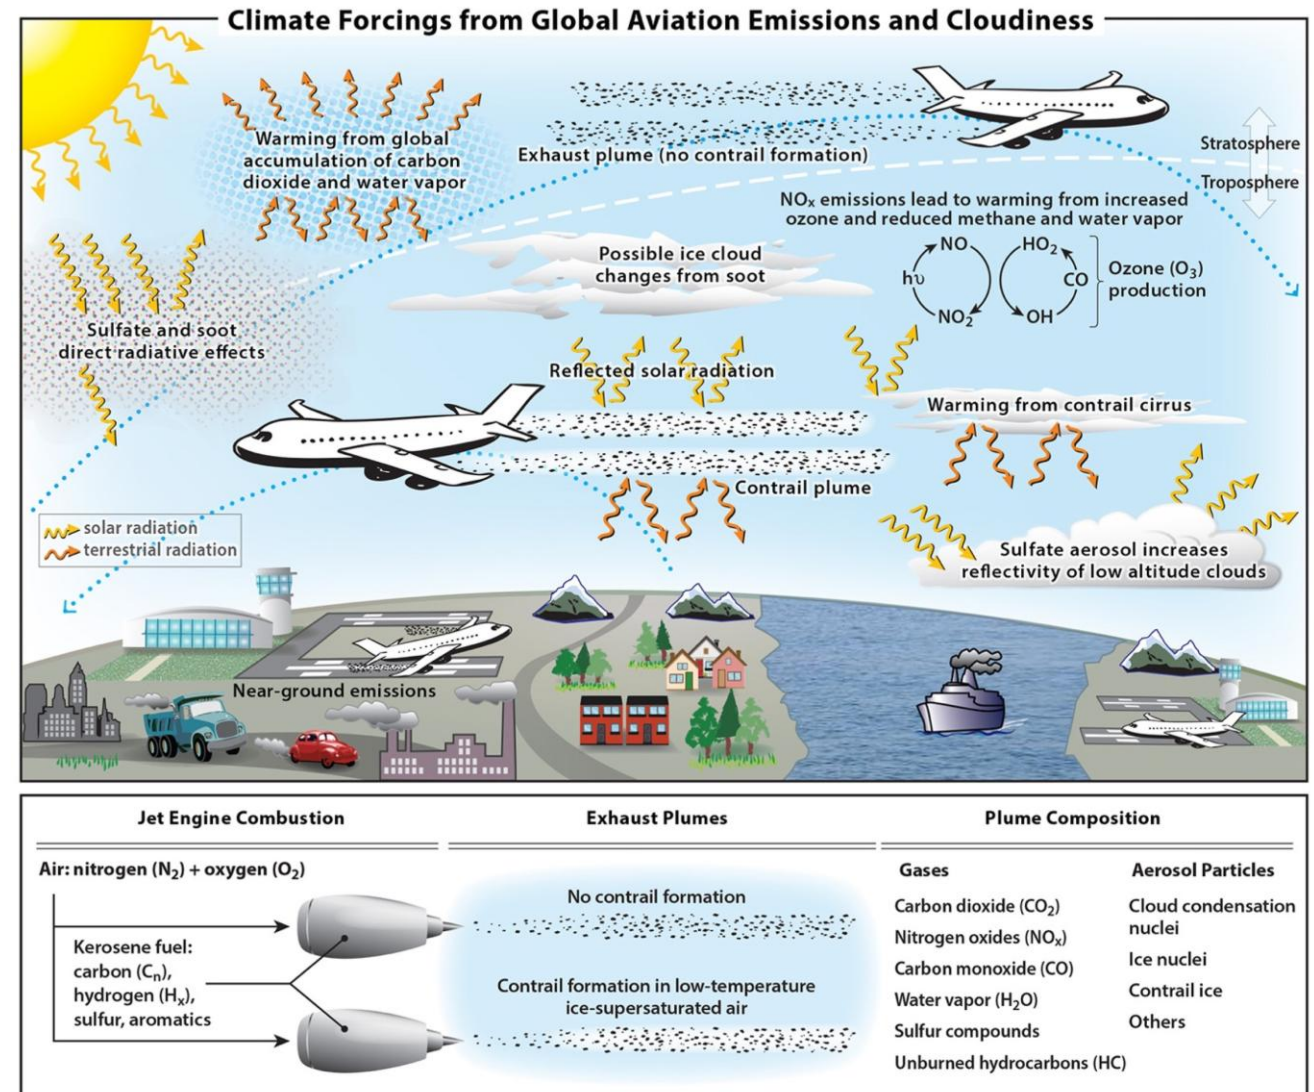 Climate Forcings from Global Aviation Emissions and Cloudiness
Warming from global
accumulation of carbon
dioxide and water vapor
Exhaust plume (no contrail formation)
Stratosphere
Troposphere
NOₓ emissions lead to warming from increased
ozone and reduced methane and water vapor
Possible ice cloud
changes from soot
NO
HO₂
hυ
CO
NO₂
OH
Ozone (O₃)
production
Sulfate and soot
direct radiative effects
Reflected solar radiation
Warming from contrail cirrus
Contrail plume
solar radiation
terrestrial radiation
Sulfate aerosol increases
reflectivity of low altitude clouds
Near-ground emissions
Jet Engine Combustion
Air: nitrogen (N₂) + oxygen (O₂)
Kerosene fuel:
carbon (Cₙ),
hydrogen (Hₓ),
sulfur, aromatics
Exhaust Plumes
No contrail formation
Contrail formation in low-temperature
ice-supersaturated air
Plume Composition
Gases
Carbon dioxide (CO₂)
Nitrogen oxides (NOₓ)
Carbon monoxide (CO)
Water vapor (H₂O)
Sulfur compounds
Unburned hydrocarbons (HC)
Aerosol Particles
Cloud condensation
nuclei
Ice nuclei
Contrail ice
Others